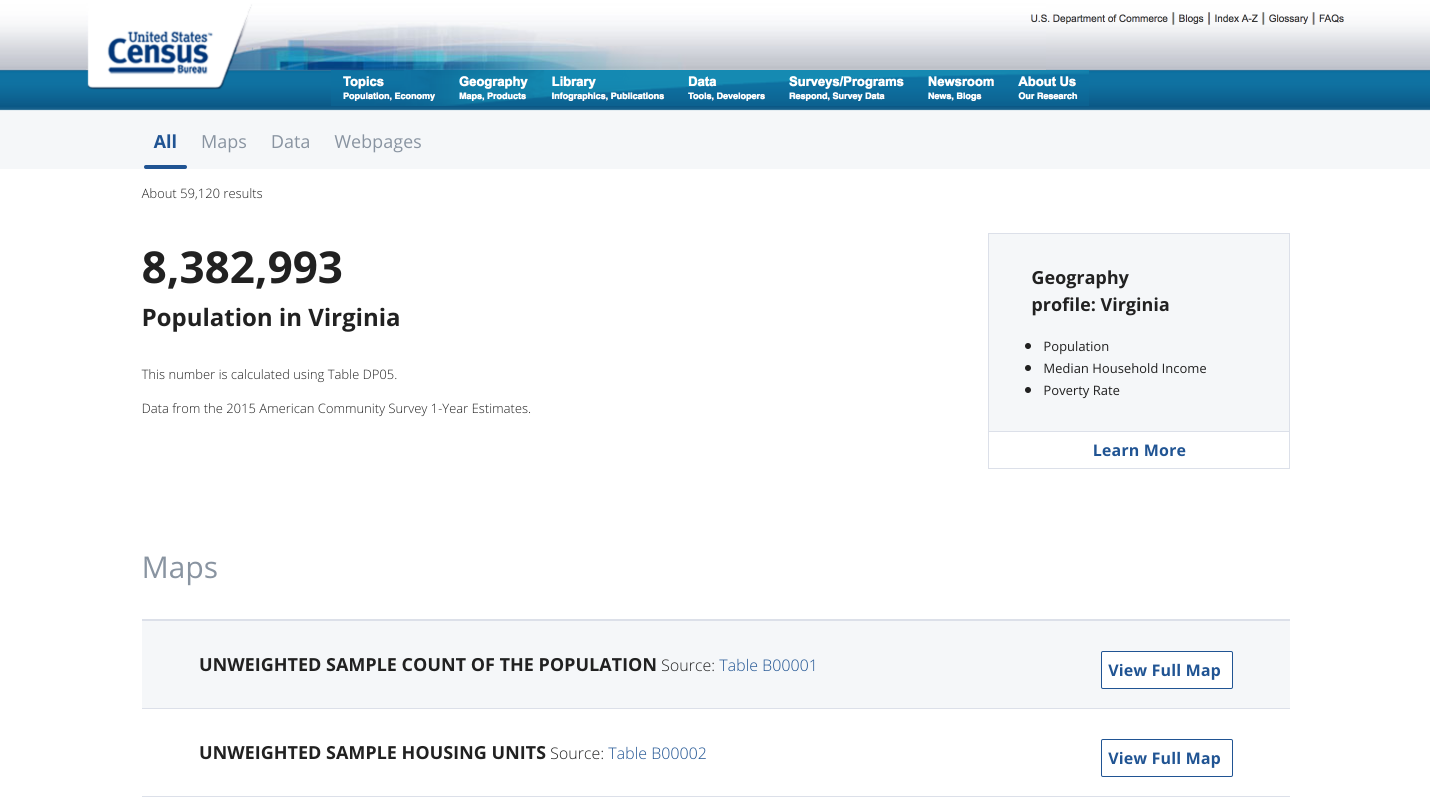 U.S. Department of Commerce | Blogs | Index A-Z | Glossary | FAQs
United States™
Census
Bureau
Topics
Population, Economy
Geography
Maps, Products
Library
Infographics, Publications
Data
Tools, Developers
Surveys/Programs
Respond, Survey Data
Newsroom
News, Blogs
About Us
Our Research
All Maps Data Webpages
About 59,120 results
8,382,993
Population in Virginia
This number is calculated using Table DP05.
Data from the 2015 American Community Survey 1-Year Estimates.
Geography
profile: Virginia
Population
Median Household Income
Poverty Rate
Learn More
Maps
UNWEIGHTED SAMPLE COUNT OF THE POPULATION Source: Table B00001
View Full Map
UNWEIGHTED SAMPLE HOUSING UNITS Source: Table B00002
View Full Map